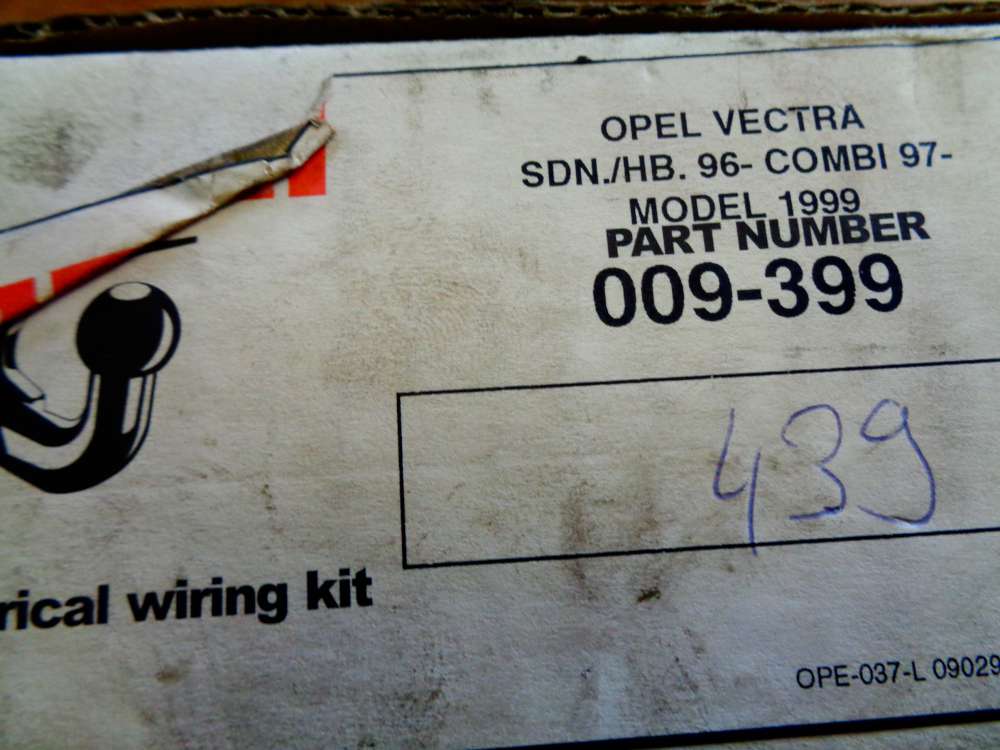 OPEL VECTRA
SDN./HB. 96- COMBI 97-
MODEL 1999
PART NUMBER
009-399
439
rical wiring kit
OPE-037-L 09029